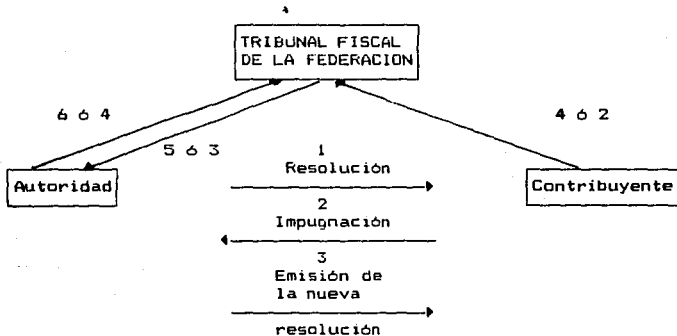 TRIBUNAL FISCAL
DE LA FEDERACION
6 ó 4
4 ó 2
5 ó 3
1
Resolución
Autoridad
Contribuyente
2
Impugnación
3
Emisión de
la nueva
resolución